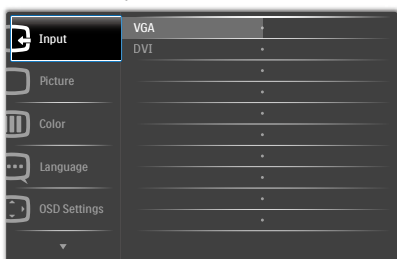 Input
VGA
DVI
Picture
Color
Language
OSD Settings